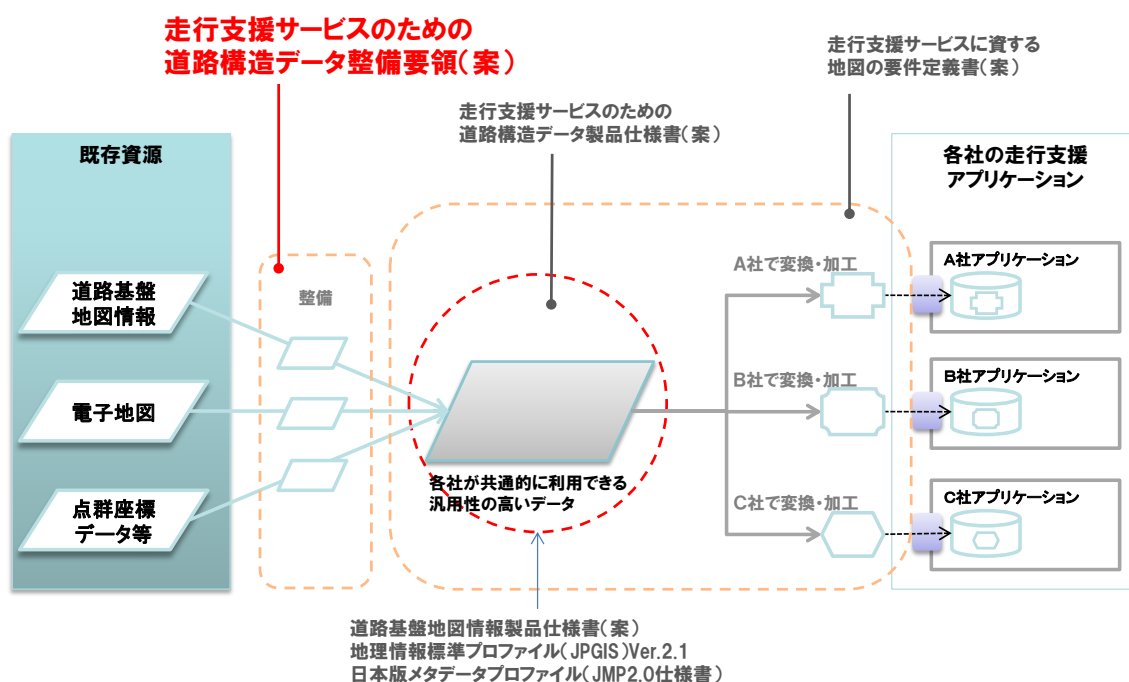 走行支援サービスのための
道路構造データ整備要領(案)
走行支援サービスのための
道路構造データ製品仕様書(案)
走行支援サービスに資する
地図の要件定義書(案)
既存資源
道路基盤
地図情報
電子地図
点群座標
データ等
整備
各社が共通的に利用できる
汎用性の高いデータ
A社で変換・加工
B社で変換・加工
C社で変換・加工
各社の走行支援
アプリケーション
A社アプリケーション
B社アプリケーション
C社アプリケーション
道路基盤地図情報製品仕様書(案)
地理情報標準プロファイル(JPGIS)Ver.2.1
日本版メタデータプロファイル(JMP2.0仕様書)